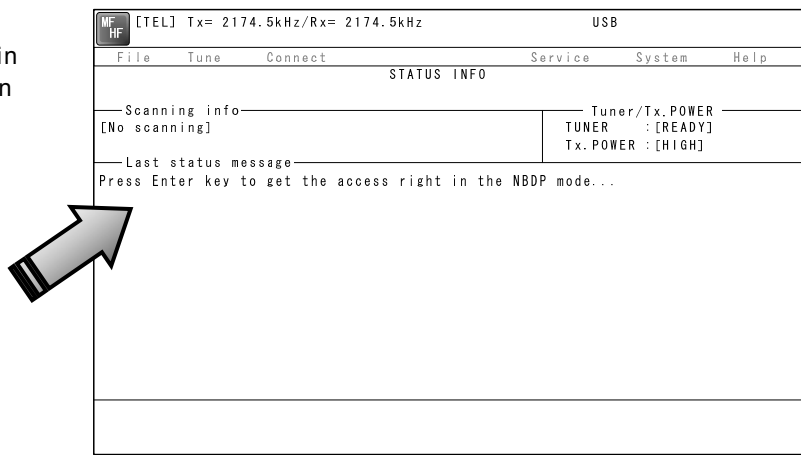 in
n
MF HF [TEL] Tx= 2174.5kHz/Rx= 2174.5kHz USB
File Tune Connect Service System Help
STATUS INFO
Scanning info
[No scanning]
Tuner/Tx.POWER
TUNER :[READY]
Tx.POWER :[HIGH]
Last status message
Press Enter key to get the access right in the NBDP mode...